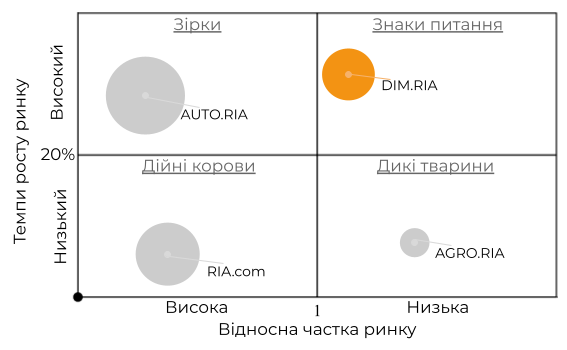 Зірки
Знаки питання
Високий
DIM.RIA
AUTO.RIA
Темпи росту ринку
20%
Дійні корови
Дикі тварини
Низький
AGRO.RIA
RIA.com
Висока
1
Низька
Відносна частка ринку